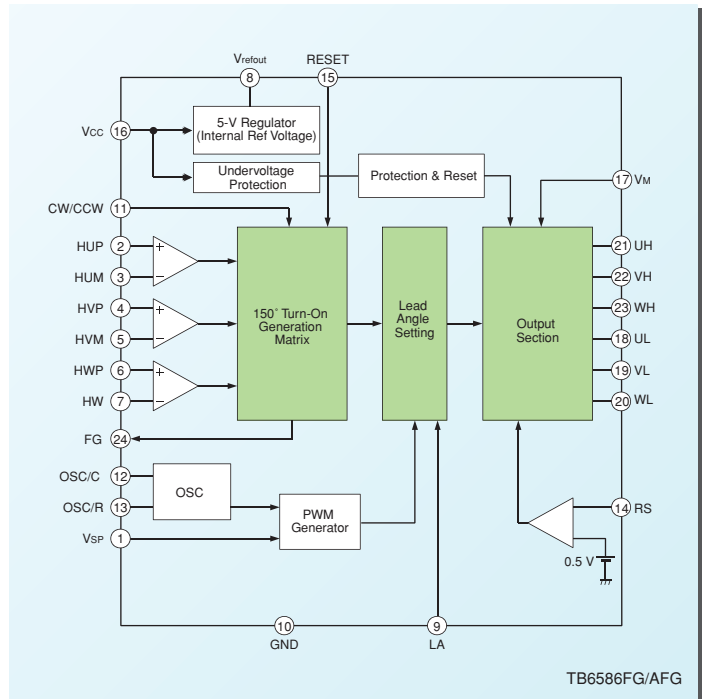 Vrefout
RESET
8
15
5-V Regulator
(Internal Ref Voltage)
VCC
16
Undervoltage
Protection
Protection & Reset
17
VM
CW/CCW
11
HUP
2
+
HUM
3
−
HVP
4
+
HVM
5
−
HWP
6
+
HW
7
−
FG
24
150˚ Turn-On
Generation
Matrix
Lead
Angle
Setting
Output
Section
21
UH
22
VH
23
WH
18
UL
19
VL
20
WL
OSC/C
12
OSC/R
13
OSC
VSP
1
PWM
Generator
14
RS
0.5 V
10
GND
9
LA
TB6586FG/AFG